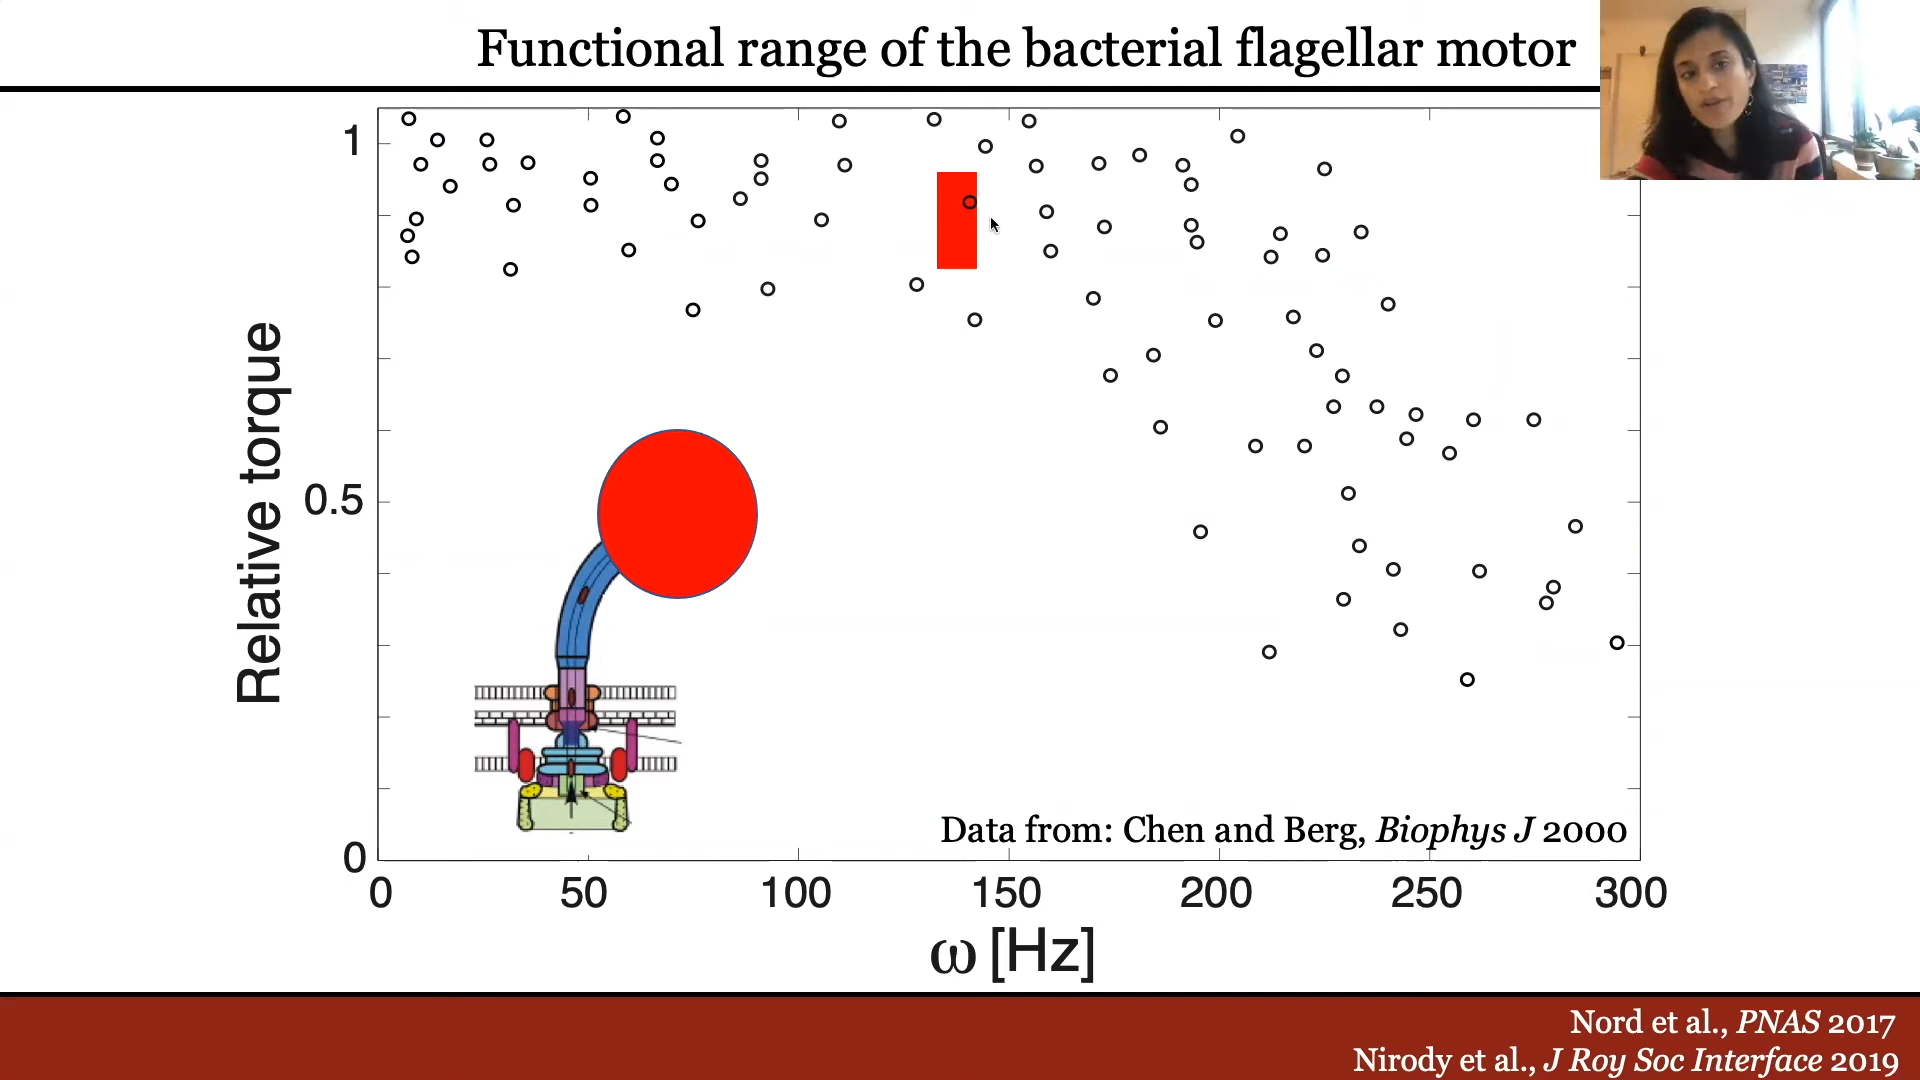 Functional range of the bacterial flagellar motor
1
0.5
0
Relative torque
0 50 100 150 200 250 300
ω [Hz]
Data from: Chen and Berg, Biophys J 2000
Nord et al., PNAS 2017
Nirody et al., J Roy Soc Interface 2019